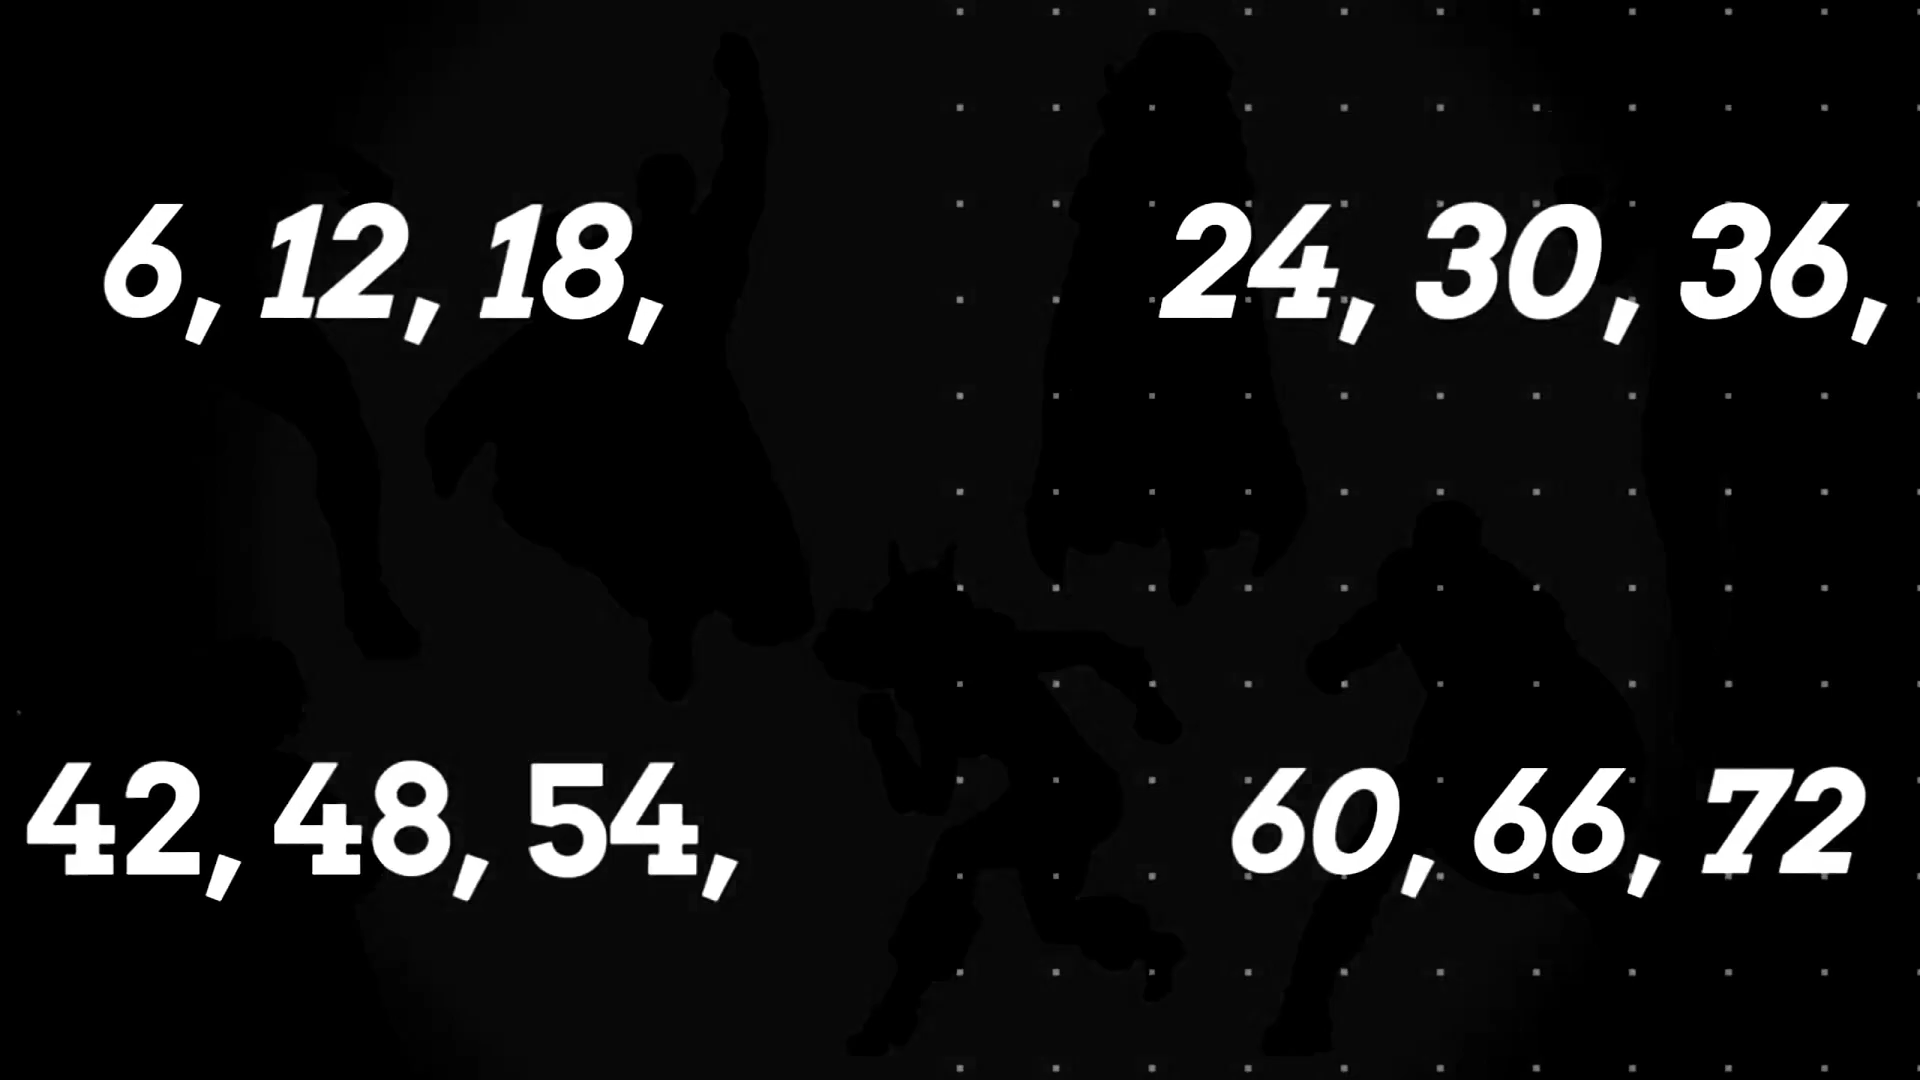 6, 12, 18,
24, 30, 36,
42, 48, 54,
60, 66, 72